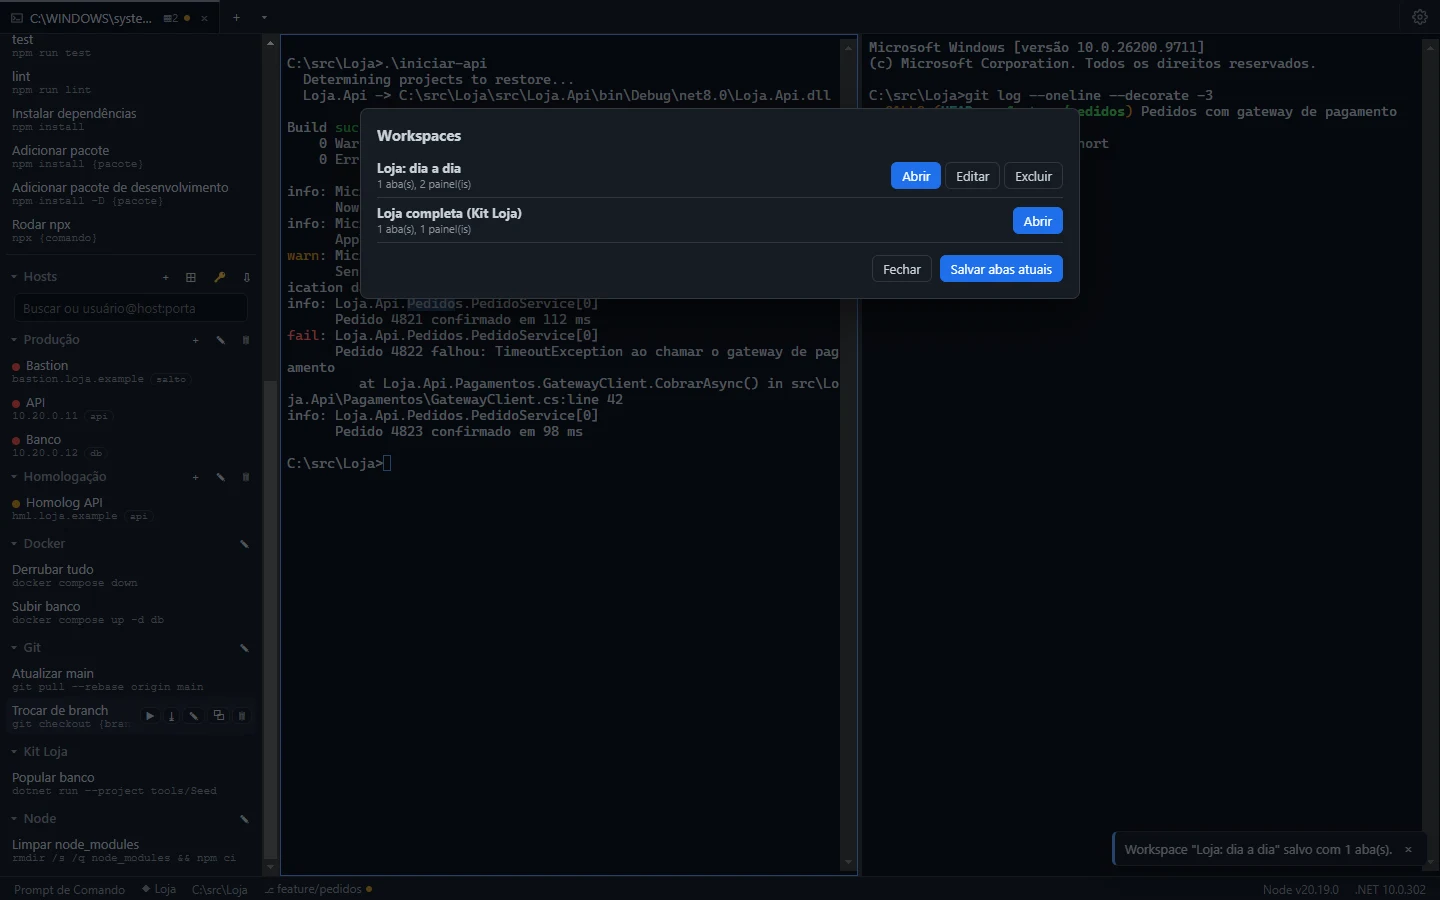 C:\WINDOWS\syste... 2
test
npm run test
lint
npm run lint
Instalar dependências
npm install
Adicionar pacote
npm install {pacote}
Adicionar pacote de desenvolvimento
npm install -D {pacote}
Rodar npx
npx {comando}
Hosts
Buscar ou usuário@host:porta
Produção
Bastion
bastion.loja.example salto
API
10.20.0.11 api
Banco
10.20.0.12 db
Homologação
Homolog API
hml.loja.example api
Docker
Derrubar tudo
docker compose down
Subir banco
docker compose up -d db
Git
Atualizar main
git pull --rebase origin main
Trocar de branch
git checkout {bran
Kit Loja
Popular banco
dotnet run --project tools/Seed
Node
Limpar node_modules
rmdir /s /q node_modules && npm ci
C:\src\Loja>.\iniciar-api
Determining projects to restore...
Loja.Api -> C:\src\Loja\src\Loja.Api\bin\Debug\net8.0\Loja.Api.dll
Build suc
0 War
0 Err
info: Mic
Now
info: Mic
App
warn: Mic
Sen
ication d
info: Loja.Api.Pedidos.PedidoService[0]
Pedido 4821 confirmado em 112 ms
fail: Loja.Api.Pedidos.PedidoService[0]
Pedido 4822 falhou: TimeoutException ao chamar o gateway de pag
amento
at Loja.Api.Pagamentos.GatewayClient.CobrarAsync() in src\Lo
ja.Api\Pagamentos\GatewayClient.cs:line 42
info: Loja.Api.Pedidos.PedidoService[0]
Pedido 4823 confirmado em 98 ms
C:\src\Loja>
Microsoft Windows [versão 10.0.26200.9711]
(c) Microsoft Corporation. Todos os direitos reservados.
C:\src\Loja>git log --oneline --decorate -3
pedidos) Pedidos com gateway de pagamento
hort
Workspaces
Loja: dia a dia
1 aba(s), 2 painel(is)
Abrir Editar Excluir
Loja completa (Kit Loja)
1 aba(s), 1 painel(is)
Abrir
Fechar Salvar abas atuais
Workspace "Loja: dia a dia" salvo com 1 aba(s).
Prompt de Comando Loja C:\src\Loja feature/pedidos Node v20.19.0 .NET 10.0.302